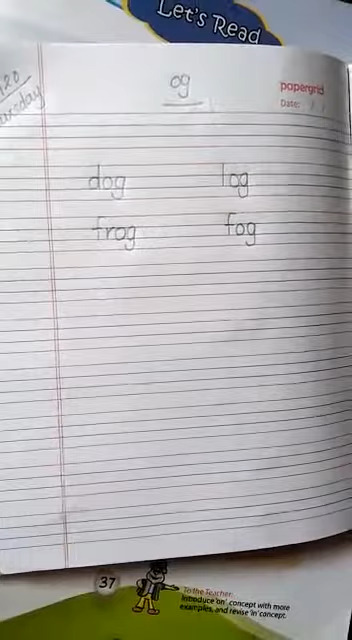 Let's Read
og
papergrid
Date: / /
dog log
frog fog
37
To the Teacher:
Introduce 'on' concept with more
examples, and revise 'in' concept.